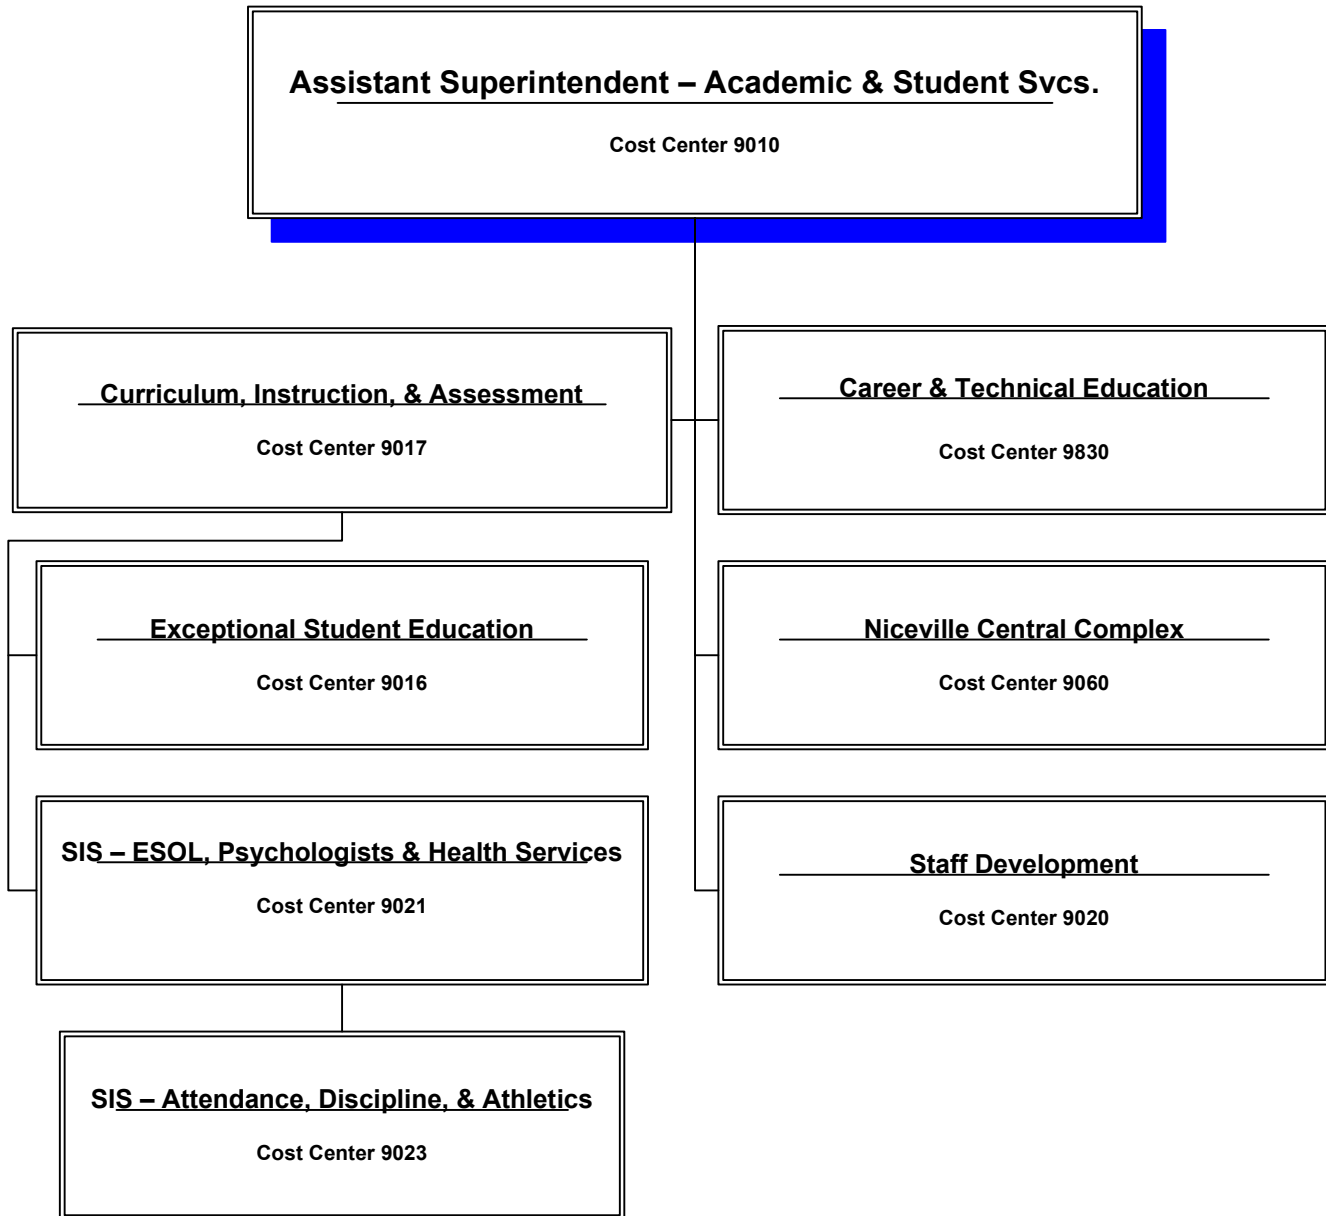 Assistant Superintendent – Academic & Student Svcs.
Cost Center 9010
Curriculum, Instruction, & Assessment
Cost Center 9017
Career & Technical Education
Cost Center 9830
Exceptional Student Education
Cost Center 9016
Niceville Central Complex
Cost Center 9060
SIS – ESOL, Psychologists & Health Services
Cost Center 9021
Staff Development
Cost Center 9020
SIS – Attendance, Discipline, & Athletics
Cost Center 9023